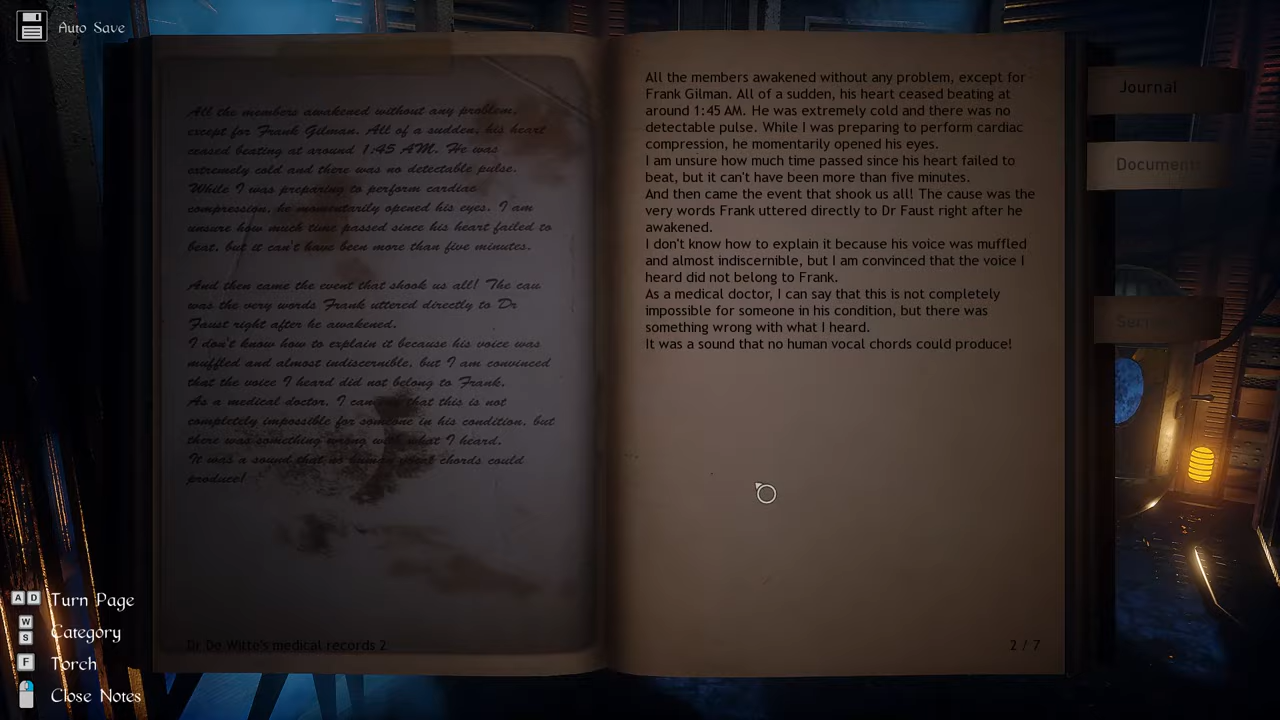 Auto Save
All the members awakened without any problem,
except for Frank Gilman. All of a sudden, his heart
ceased beating at around 1:45 AM. He was
extremely cold and there was no detectable pulse.
While I was preparing to perform cardiac
compression, he momentarily opened his eyes. I am
unsure how much time passed since his heart failed to
beat, but it can't have been more than five minutes.
And then came the event that shook us all! The cau
was the very words Frank uttered directly to Dr
Faust right after he awakened.
I don't know how to explain it because his voice was
muffled and almost indiscernible, but I am convinced
that the voice I heard did not belong to Frank.
As a medical doctor, I can say that this is not
completely impossible for someone in his condition, but
there was something wrong with what I heard.
It was a sound that no human vocal chords could
produce!
Dr De Witte's medical records 2
All the members awakened without any problem, except for
Frank Gilman. All of a sudden, his heart ceased beating at
around 1:45 AM. He was extremely cold and there was no
detectable pulse. While I was preparing to perform cardiac
compression, he momentarily opened his eyes.
I am unsure how much time passed since his heart failed to
beat, but it can't have been more than five minutes.
And then came the event that shook us all! The cause was the
very words Frank uttered directly to Dr Faust right after he
awakened.
I don't know how to explain it because his voice was muffled
and almost indiscernible, but I am convinced that the voice I
heard did not belong to Frank.
As a medical doctor, I can say that this is not completely
impossible for someone in his condition, but there was
something wrong with what I heard.
It was a sound that no human vocal chords could produce!
2 / 7
Journal
Documents
A D Turn Page
W S Category
F Torch
Close Notes